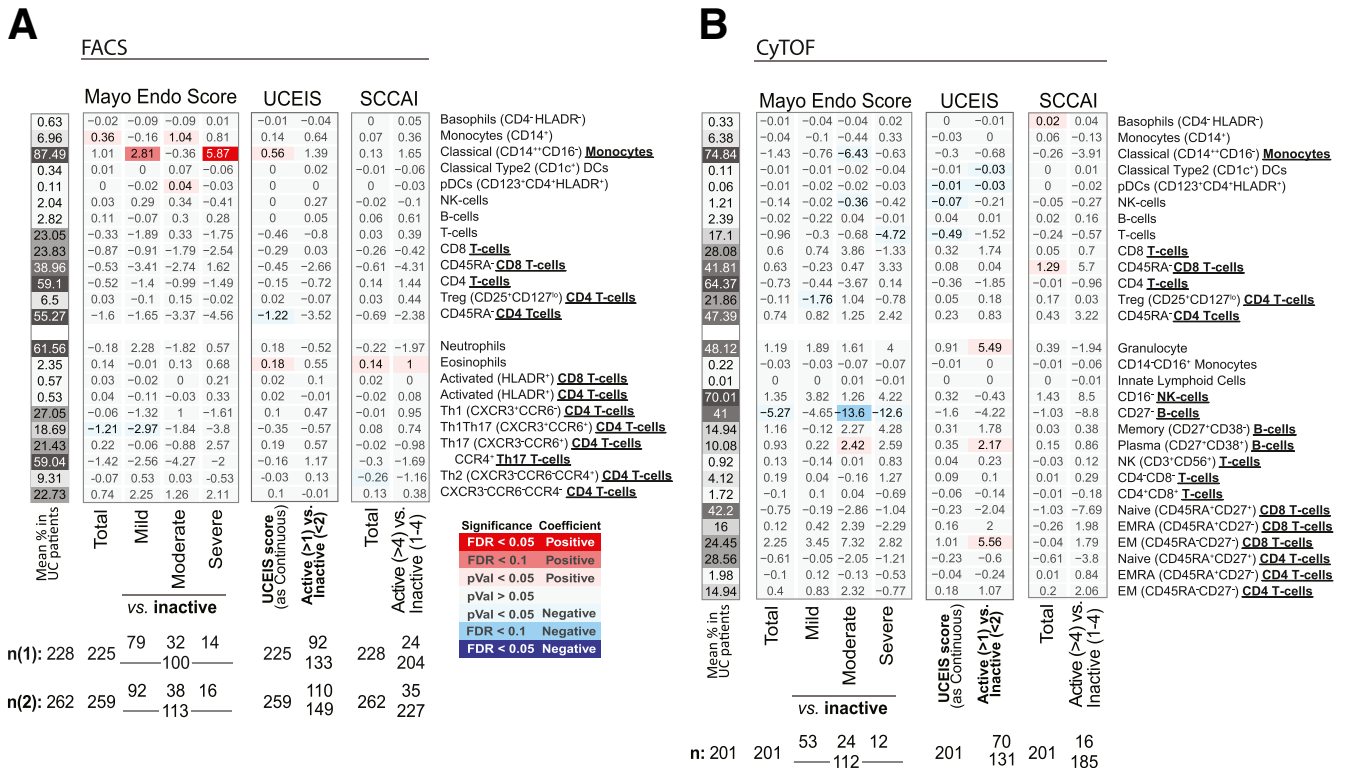 A
FACS
Mayo Endo Score UCEIS SCCAI
0.63 −0.02 −0.09 −0.09 0.01 −0.01 −0.04 0 0.05 Basophils (CD4⁻HLADR⁻)
6.96 0.36 −0.16 1.04 0.81 0.14 0.64 0.07 0.36 Monocytes (CD14⁺)
87.49 1.01 2.81 −0.36 5.87 0.56 1.39 0.13 1.65 Classical (CD14⁺⁺CD16⁻) Monocytes
0.34 0.01 0 0.07 −0.06 0 0.02 −0.01 −0.06 Classical Type2 (CD1c⁺) DCs
0.11 0 −0.02 0.04 −0.03 0 0 0 −0.03 pDCs (CD123⁺CD4⁺HLADR⁺)
2.04 0.03 0.29 0.34 −0.41 0 0.27 −0.02 −0.1 NK-cells
2.82 0.11 −0.07 0.3 0.28 0 0.05 0.06 0.61 B-cells
23.05 −0.33 −1.89 0.33 −1.75 −0.46 −0.8 0.03 0.39 T-cells
23.83 −0.87 −0.91 −1.79 −2.54 −0.29 0.03 −0.26 −0.42 CD8 T-cells
38.96 −0.53 −3.41 −2.74 1.62 −0.45 −2.66 −0.61 −4.31 CD45RA⁻CD8 T-cells
59.1 −0.52 −1.4 −0.99 −1.49 −0.15 −0.72 0.14 1.44 CD4 T-cells
6.5 0.03 −0.1 0.15 −0.02 0.02 −0.07 0.03 0.44 Treg (CD25⁺CD127ˡᵒ) CD4 T-cells
55.27 −1.6 −1.65 −3.37 −4.56 −1.22 −3.52 −0.69 −2.38 CD45RA⁻CD4 Tcells
61.56 −0.18 2.28 −1.82 0.57 0.18 −0.52 −0.22 −1.97 Neutrophils
2.35 0.14 −0.01 0.13 0.68 0.18 0.55 0.14 1 Eosinophils
0.57 0.03 −0.02 0 0.21 0.02 0.1 0.02 0 Activated (HLADR⁺) CD8 T-cells
0.53 0.04 −0.11 −0.03 0.33 0.02 −0.01 −0.02 0.08 Activated (HLADR⁺) CD4 T-cells
27.05 −0.06 −1.32 1 −1.61 0.1 0.47 −0.01 0.95 Th1 (CXCR3⁺CCR6⁻) CD4 T-cells
18.69 −1.21 −2.97 −1.84 −3.8 −0.35 −0.57 0.08 0.74 Th1Th17 (CXCR3⁺CCR6⁺) CD4 T-cells
21.43 0.22 −0.06 −0.88 2.57 0.19 0.57 −0.02 −0.98 Th17 (CXCR3⁻CCR6⁺) CD4 T-cells
59.04 −1.42 −2.56 −4.27 −2 −0.16 1.17 −0.3 −1.69 CCR4⁺Th17 T-cells
9.31 −0.07 0.53 0.03 −0.53 −0.03 0.13 −0.26 −1.16 Th2 (CXCR3⁻CCR6⁻CCR4⁺) CD4 T-cells
22.73 0.74 2.25 1.26 2.11 0.1 −0.01 0.13 0.38 CXCR3⁻CCR6⁻CCR4⁻ CD4 T-cells
Mean % in
UC patients
Total
Mild
Moderate
Severe
UCEIS score
(as Continuous)
Active (>1) vs.
Inactive (<2)
Total
Active (>4) vs.
Inactive (1-4)
vs. inactive
n(1): 228 225 79 32 14 225 92 228 24
100 133 204
n(2): 262 259 92 38 16 259 110 262 35
113 149 227
Significance Coefficient
FDR < 0.05 Positive
FDR < 0.1 Positive
pVal < 0.05 Positive
pVal > 0.05
pVal < 0.05 Negative
FDR < 0.1 Negative
FDR < 0.05 Negative
B
CyTOF
Mayo Endo Score UCEIS SCCAI
0.33 −0.01 −0.04 −0.04 0.02 0 −0.01 0.02 0.04 Basophils (CD4⁻HLADR⁻)
6.38 −0.04 −0.1 −0.44 0.33 −0.03 0 0.06 −0.13 Monocytes (CD14⁺)
74.84 −1.43 −0.76 −6.43 −0.63 −0.3 −0.68 −0.26 −3.91 Classical (CD14⁺⁺CD16⁻) Monocytes
0.11 −0.01 −0.01 −0.02 −0.04 −0.01 −0.03 0 0.01 Classical Type2 (CD1c⁺) DCs
0.06 −0.01 −0.02 −0.01 −0.02 −0.01 −0.03 0 −0.02 pDCs (CD123⁺CD4⁺HLADR⁺)
1.21 −0.14 −0.02 −0.36 −0.42 −0.07 −0.21 −0.05 −0.27 NK-cells
2.39 −0.02 −0.22 0.04 −0.01 0.04 0.01 0.02 0.16 B-cells
17.1 −0.96 −0.3 −0.68 −4.72 −0.49 −1.52 −0.24 −0.57 T-cells
28.08 0.6 0.74 3.86 −1.33 0.32 1.74 0.05 0.7 CD8 T-cells
41.81 0.63 −0.23 0.47 3.33 0.08 0.04 1.29 5.7 CD45RA⁻CD8 T-cells
64.37 −0.73 −0.44 −3.67 0.14 −0.36 −1.85 −0.01 −0.96 CD4 T-cells
21.86 −0.11 −1.76 1.04 −0.78 0.05 0.18 0.17 0.03 Treg (CD25⁺CD127ˡᵒ) CD4 T-cells
47.39 0.74 0.82 1.25 2.42 0.23 0.83 0.43 3.22 CD45RA⁻CD4 Tcells
48.12 1.19 1.89 1.61 4 0.91 5.49 0.39 −1.94 Granulocyte
0.22 −0.03 −0.03 −0.07 −0.07 −0.01 0 −0.01 −0.06 CD14⁻CD16⁺ Monocytes
0.01 0 0 0.01 −0.01 0 0 0 −0.01 Innate Lymphoid Cells
70.01 1.35 3.82 1.26 4.22 0.32 −0.43 1.43 8.5 CD16⁻NK-cells
41 −5.27 −4.65 −13.6 −12.6 −1.6 −4.22 −1.03 −8.8 CD27⁻B-cells
14.94 1.16 −0.12 2.27 4.28 0.31 1.78 0.03 0.38 Memory (CD27⁺CD38⁻) B-cells
10.08 0.93 0.22 2.42 2.59 0.35 2.17 0.15 0.86 Plasma (CD27⁺CD38⁺) B-cells
0.92 0.13 −0.14 0.01 0.83 0.04 0.23 −0.03 0.12 NK (CD3⁺CD56⁺) T-cells
4.12 0.19 0.04 −0.16 1.27 0.09 0.1 0.01 0.29 CD4⁻CD8⁻ T-cells
1.72 −0.1 0.1 0.04 −0.69 −0.06 −0.14 −0.01 −0.18 CD4⁺CD8⁺ T-cells
42.2 −0.75 −0.19 −2.86 −1.04 −0.23 −2.04 −1.03 −7.69 Naive (CD45RA⁺CD27⁺) CD8 T-cells
16 0.12 0.42 2.39 −2.29 0.16 2 −0.26 1.98 EMRA (CD45RA⁺CD27⁻) CD8 T-cells
24.45 2.25 3.45 7.32 2.82 1.01 5.56 −0.04 1.79 EM (CD45RA⁻CD27⁻) CD8 T-cells
28.56 −0.61 −0.05 −2.05 −1.21 −0.23 −0.6 −0.61 −3.8 Naive (CD45RA⁺CD27⁺) CD4 T-cells
1.98 −0.1 0.12 −0.13 −0.53 −0.04 −0.24 0.01 0.84 EMRA (CD45RA⁺CD27⁻) CD4 T-cells
14.94 0.4 0.83 2.32 −0.77 0.18 1.07 0.2 2.06 EM (CD45RA⁻CD27⁻) CD4 T-cells
Mean % in
UC patients
Total
Mild
Moderate
Severe
UCEIS score
(as Continuous)
Active (>1) vs.
Inactive (<2)
Total
Active (>4) vs.
Inactive (1-4)
vs. inactive
n: 201 201 53 24 12 201 70 201 16
112 131 185